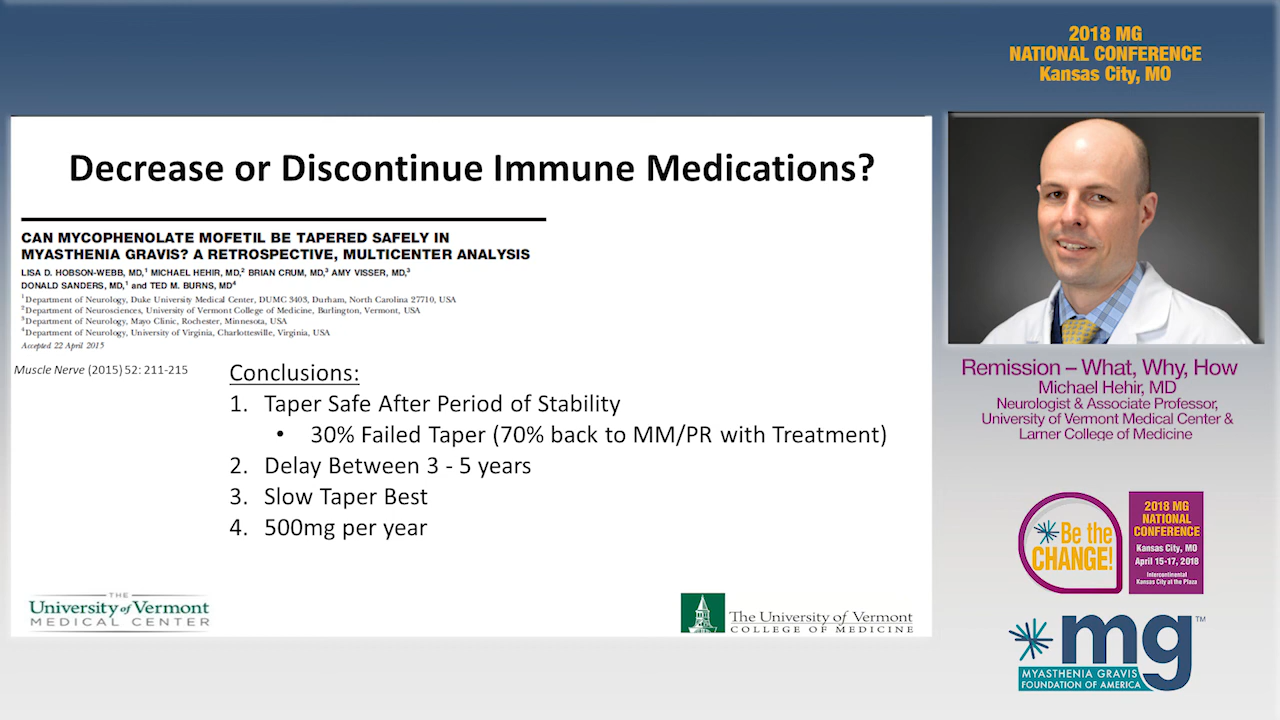 2018 MG
NATIONAL CONFERENCE
Kansas City, MO
Decrease or Discontinue Immune Medications?
CAN MYCOPHENOLATE MOFETIL BE TAPERED SAFELY IN
MYASTHENIA GRAVIS? A RETROSPECTIVE, MULTICENTER ANALYSIS
LISA D. HOBSON-WEBB, MD,1 MICHAEL HEHIR, MD,2 BRIAN CRUM, MD,3 AMY VISSER, MD,3
DONALD SANDERS, MD,1 and TED M. BURNS, MD4
1Department of Neurology, Duke University Medical Center, DUMC 3403, Durham, North Carolina 27710, USA
2Department of Neurosciences, University of Vermont College of Medicine, Burlington, Vermont, USA
3Department of Neurology, Mayo Clinic, Rochester, Minnesota, USA
4Department of Neurology, University of Virginia, Charlottesville, Virginia, USA
Accepted 22 April 2015
Muscle Nerve (2015) 52: 211-215
Conclusions:
1. Taper Safe After Period of Stability
• 30% Failed Taper (70% back to MM/PR with Treatment)
2. Delay Between 3 - 5 years
3. Slow Taper Best
4. 500mg per year
THE
University of Vermont
MEDICAL CENTER
The University of Vermont
COLLEGE OF MEDICINE
Remission – What, Why, How
Michael Hehir, MD
Neurologist & Associate Professor,
University of Vermont Medical Center &
Larner College of Medicine
Be the
CHANGE!
2018 MG
NATIONAL
CONFERENCE
Kansas City, MO
April 15-17, 2018
Intercontinental
Kansas City at the Plaza
mg™
MYASTHENIA GRAVIS
FOUNDATION OF AMERICA